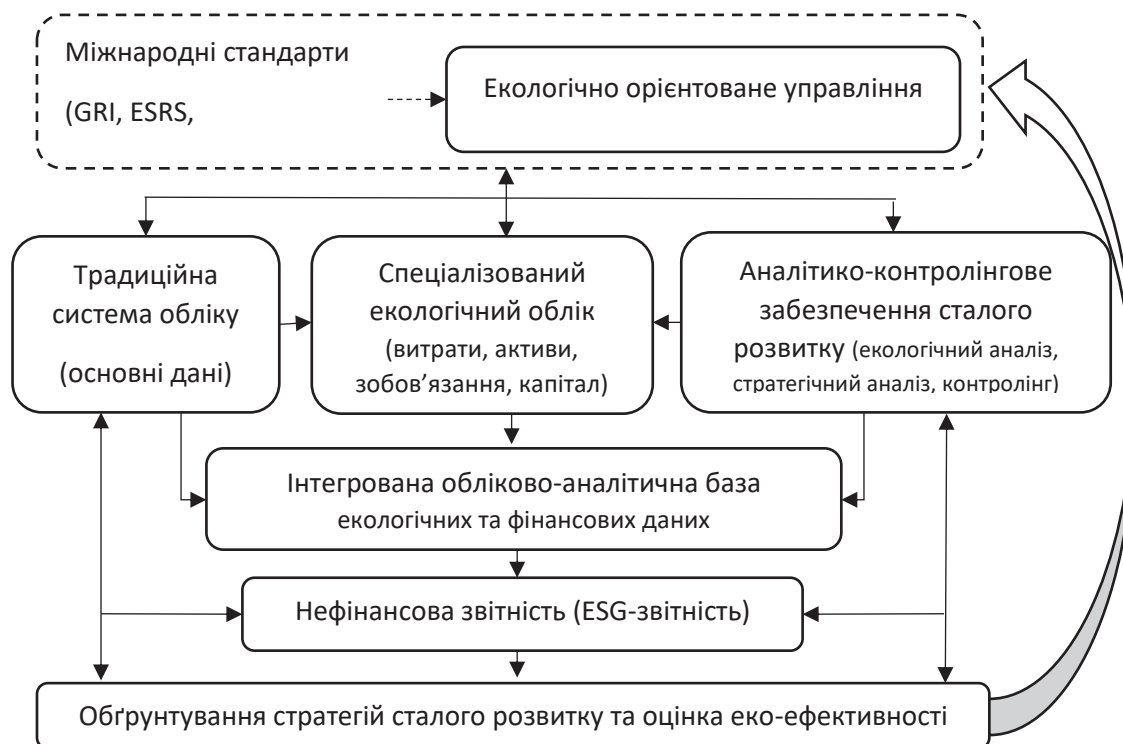 Міжнародні стандарти
(GRI, ESRS,
Екологічно орієнтоване управління
Традиційна
система обліку
(основні дані)
Спеціалізований
екологічний облік
(витрати, активи,
зобов’язання, капітал)
Аналітико-контролінгове
забезпечення сталого
розвитку (екологічний аналіз,
стратегічний аналіз, контролінг)
Інтегрована обліково-аналітична база
екологічних та фінансових даних
Нефінансова звітність (ESG-звітність)
Обґрунтування стратегій сталого розвитку та оцінка еко-ефективності